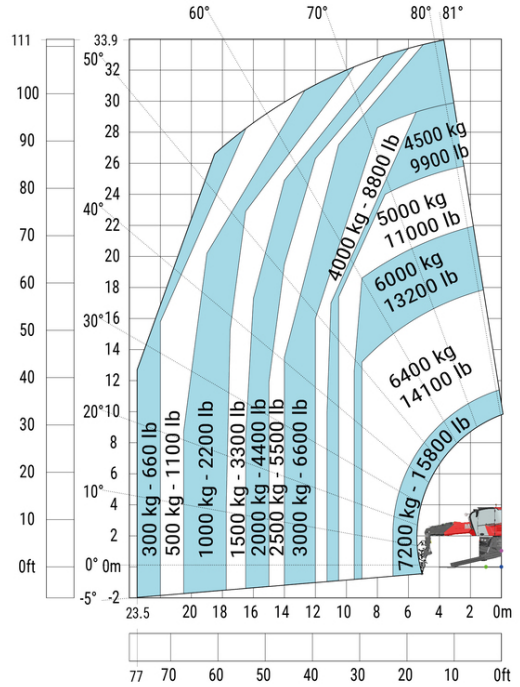 60° 70° 80° 81°
111 33.9
50°
32
100 30
28
4500 kg
9900 lb
90 26
4000 kg - 8800 lb
24
80
5000 kg
11000 lb
40° 22
70 20
6000 kg
13200 lb
60 18
30° 16
50
14
6400 kg
14100 lb
40 12
20° 10
30
8
300 kg - 660 lb
500 kg - 1100 lb
1000 kg - 2200 lb
1500 kg - 3300 lb
2000 kg - 4400 lb
2500 kg - 5500 lb
3000 kg - 6600 lb
7200 kg - 15800 lb
20 6
10° 4
10 2
0ft 0° 0m
-5° -2
23.5 20 18 16 14 12 10 8 6 4 2 0m
77 70 60 50 40 30 20 10 0ft